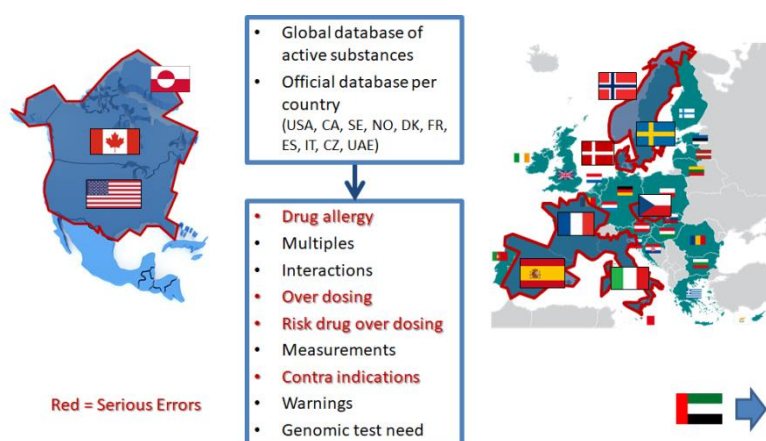 • Global database of
active substances
• Official database per
country
(USA, CA, SE, NO, DK, FR,
ES, IT, CZ, UAE)
• Drug allergy
• Multiples
• Interactions
• Over dosing
• Risk drug over dosing
• Measurements
• Contra indications
• Warnings
• Genomic test need
Red = Serious Errors